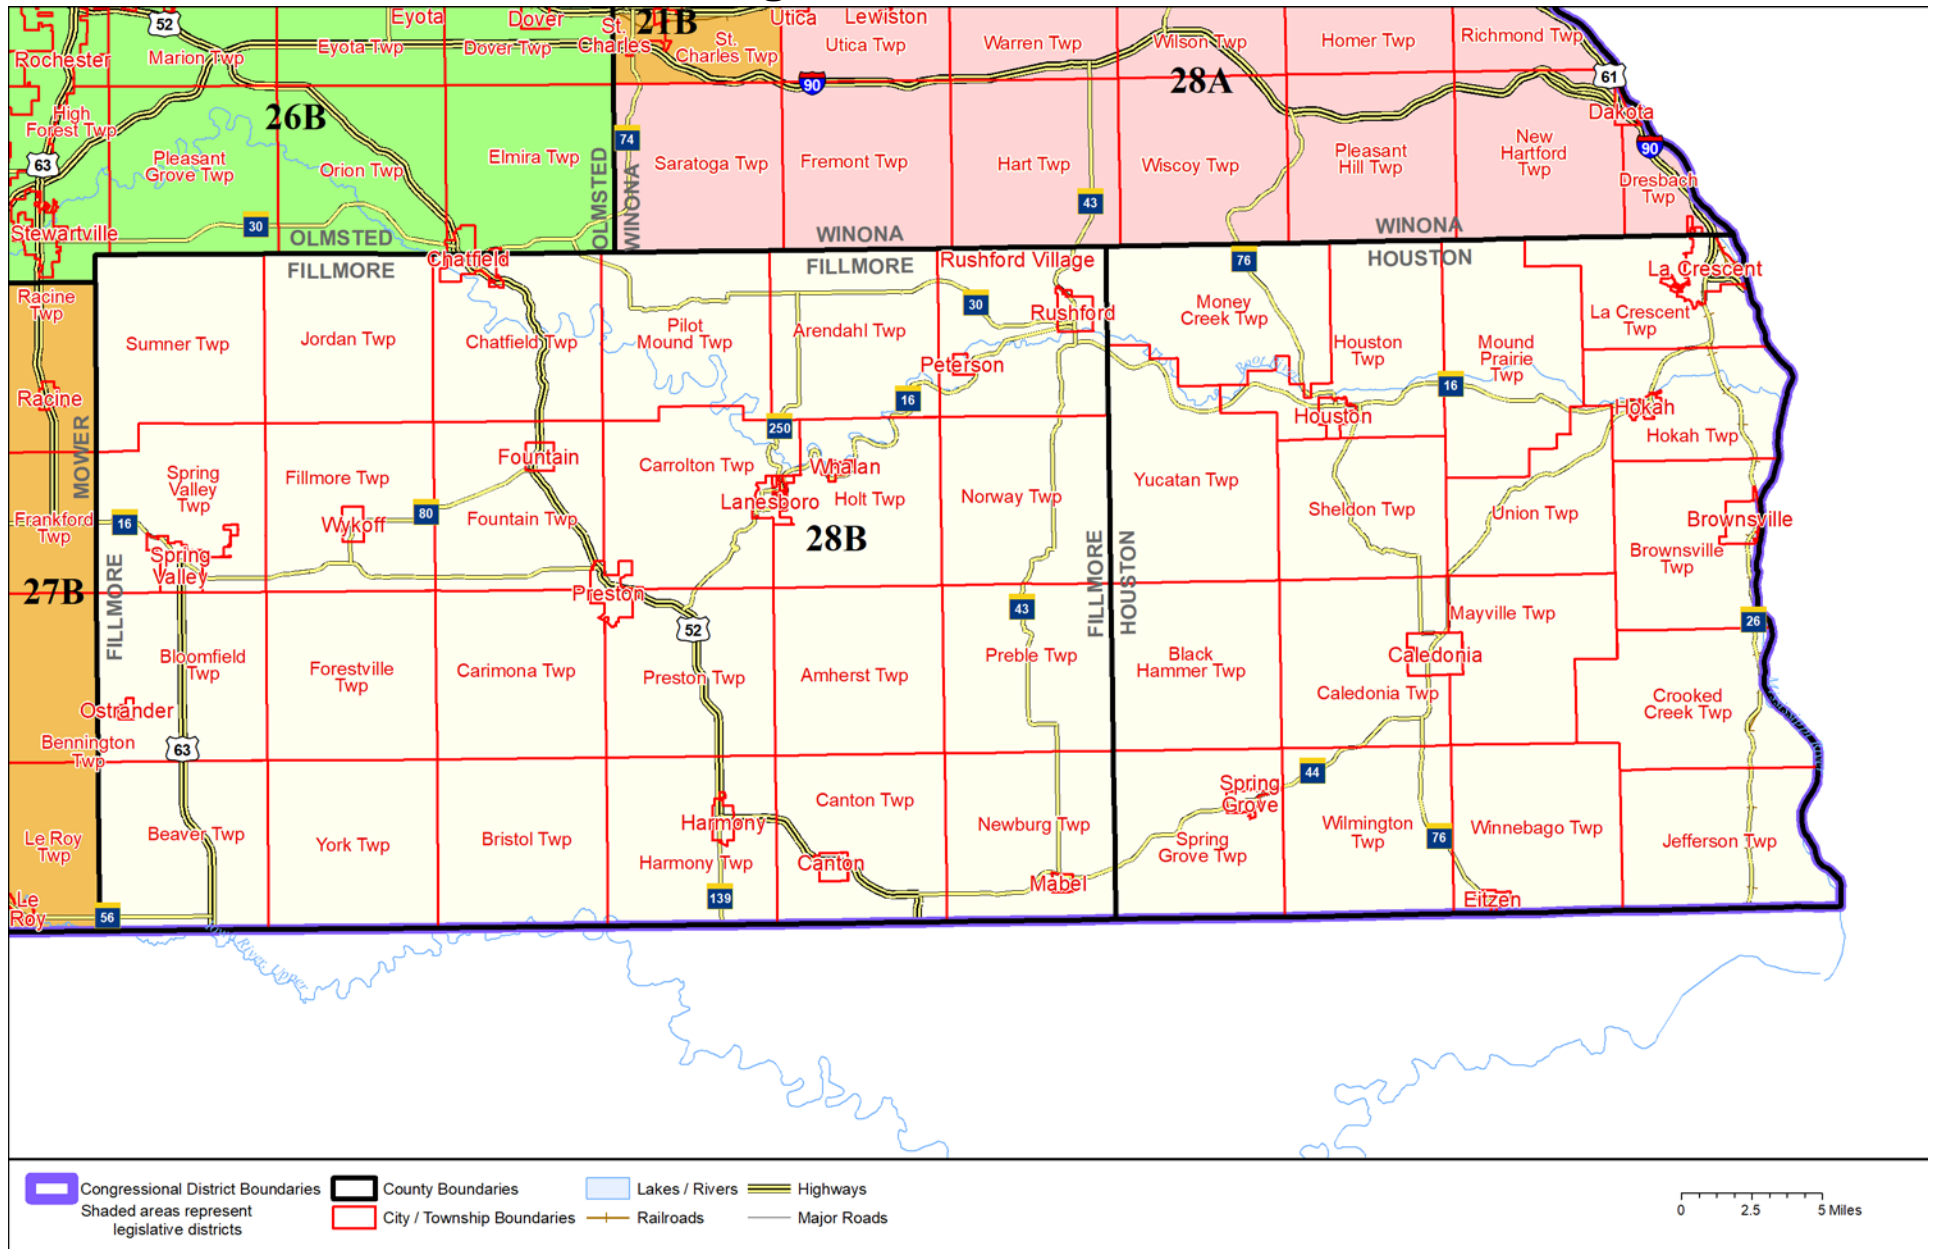 52
Eyota
Dover
St.
Charles
21B
Utica
Lewiston
Rochester
Marion Twp
Eyota Twp
Dover Twp
St.
Charles Twp
Utica Twp
Warren Twp
Wilson Twp
Homer Twp
Richmond Twp
61
90
28A
High
Forest Twp
26B
Dakota
63
Pleasant
Grove Twp
Orion Twp
Elmira Twp
74
Saratoga Twp
Fremont Twp
Hart Twp
Wiscoy Twp
Pleasant
Hill Twp
New
Hartford
Twp
90
Dresbach
Twp
OLMSTED
WINONA
43
Stewartville
30
OLMSTED
WINONA
WINONA
FILLMORE
Chatfield
FILLMORE
Rushford Village
76
HOUSTON
La Crescent
Racine
Twp
30
Rushford
Money
Creek Twp
La Crescent
Twp
Sumner Twp
Jordan Twp
Chatfield Twp
Pilot
Mound Twp
Arendahl Twp
Houston
Twp
Mound
Prairie
Twp
Peterson
Root River
16
16
Racine
Houston
Hokah
MOWER
250
Hokah Twp
Fountain
Carrolton Twp
Whalan
Spring
Valley
Twp
Fillmore Twp
Lanesboro
Holt Twp
Norway Twp
Yucatan Twp
Frankford
Twp
16
Wykoff
80
Fountain Twp
Sheldon Twp
Union Twp
Brownsville
28B
Spring
Valley
Brownsville
Twp
FILLMORE
FILLMORE
HOUSTON
27B
Preston
43
Mayville Twp
26
52
Bloomfield
Twp
Forestville
Twp
Carimona Twp
Preston Twp
Amherst Twp
Preble Twp
Black
Hammer Twp
Caledonia
Caledonia Twp
Crooked
Creek Twp
Mississippi River
Ostrander
Bennington
Twp
63
44
Spring
Grove
Canton Twp
Le Roy
Twp
Beaver Twp
York Twp
Bristol Twp
Harmony
Newburg Twp
Spring
Grove Twp
Wilmington
Twp
76
Winnebago Twp
Jefferson Twp
Harmony Twp
Canton
Mabel
139
Eitzen
Le
Roy
56
Iowa River, Upper
Congressional District Boundaries
County Boundaries
Lakes / Rivers
Highways
Shaded areas represent
legislative districts
City / Township Boundaries
Railroads
Major Roads
0
2.5
5 Miles